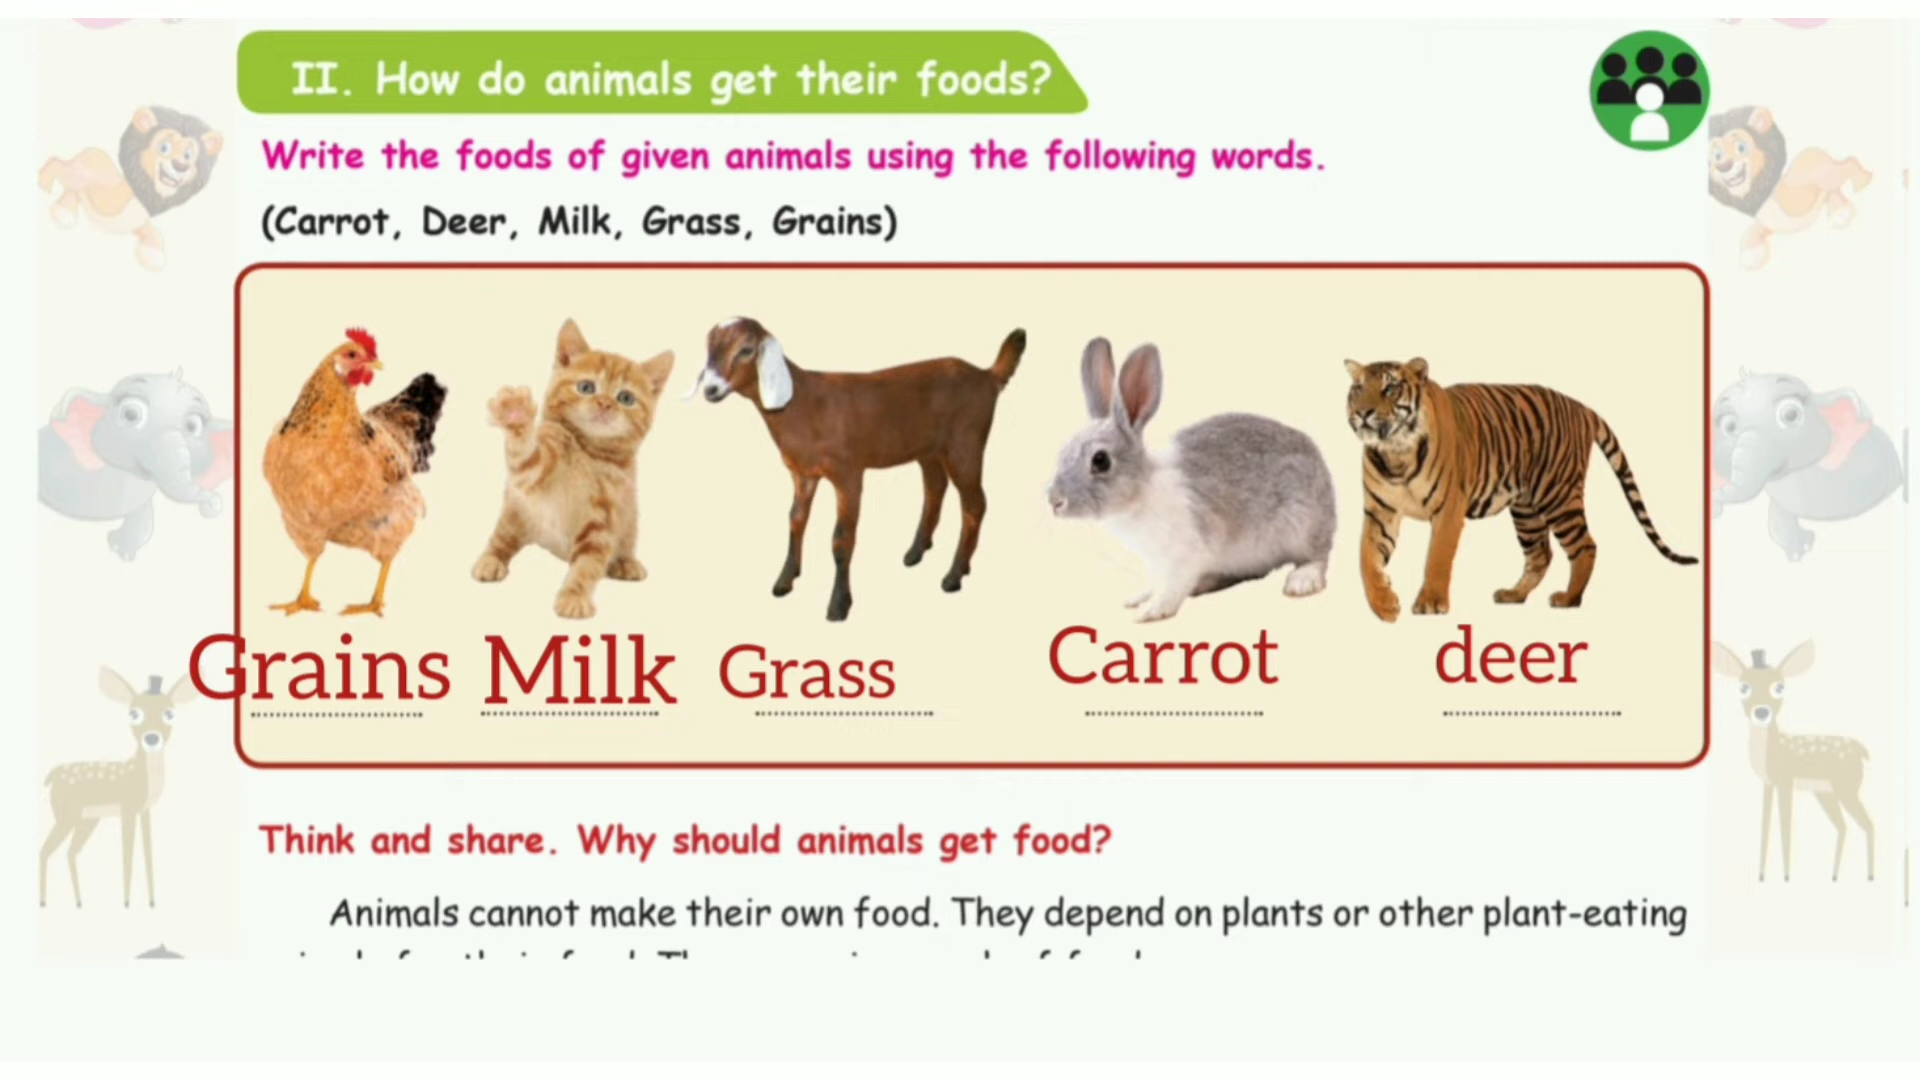 II. How do animals get their foods?
Write the foods of given animals using the following words.
(Carrot, Deer, Milk, Grass, Grains)
Grains Milk Grass Carrot deer
Think and share. Why should animals get food?
Animals cannot make their own food. They depend on plants or other plant-eating